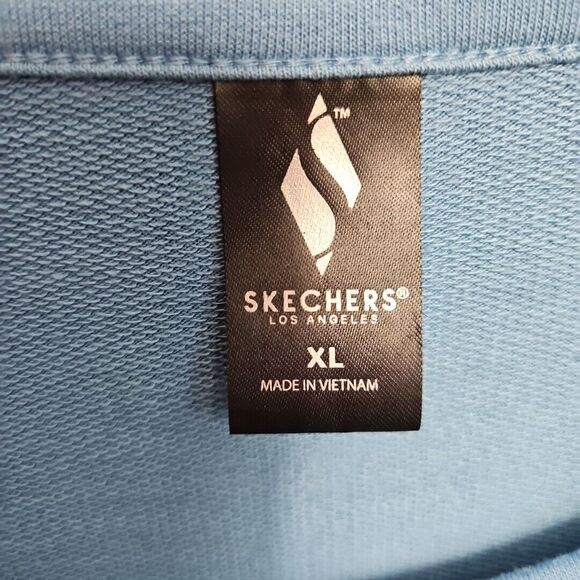 ™
SKECHERS®
LOS ANGELES
XL
MADE IN VIETNAM